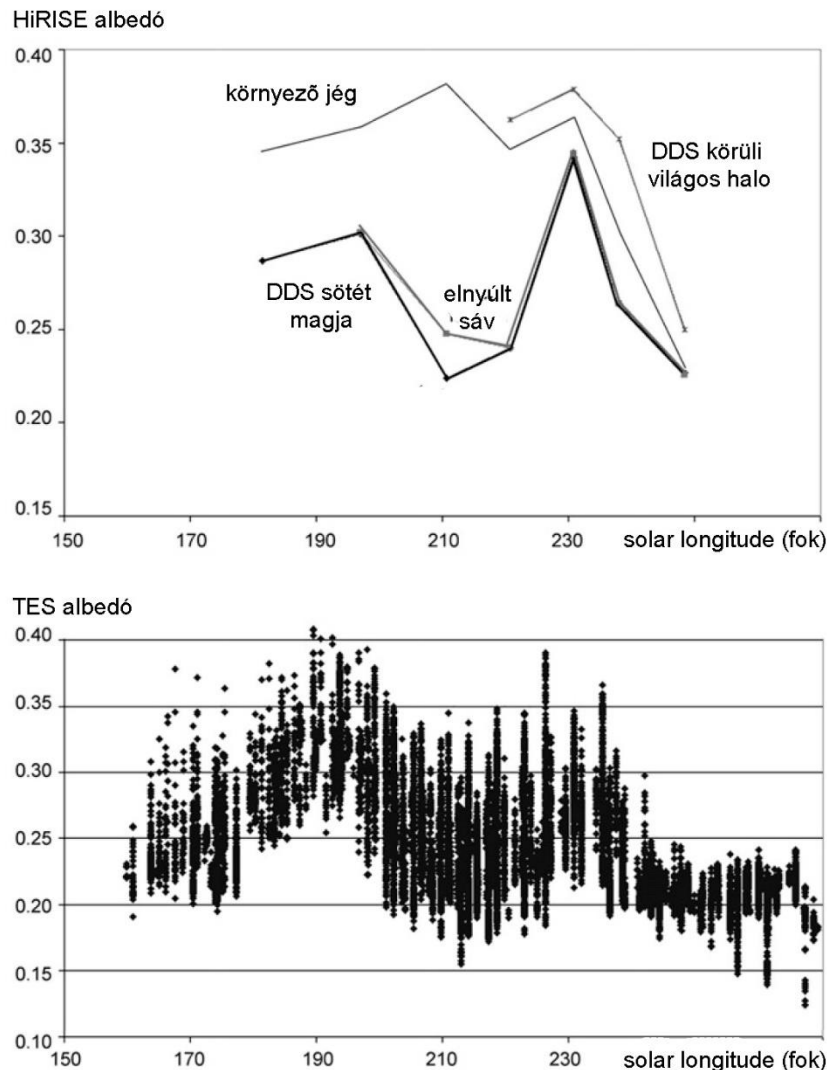 HiRISE albedó
0.40
környező jég
0.35
DDS körüli
világos halo
0.30
DDS sötét
magja
elnyúlt
sáv
0.25
0.20
0.15
150 170 190 210 230 solar longitude (fok)
TES albedó
0.40
0.35
0.30
0.25
0.20
0.15
0.10
150 170 190 210 230 solar longitude (fok)